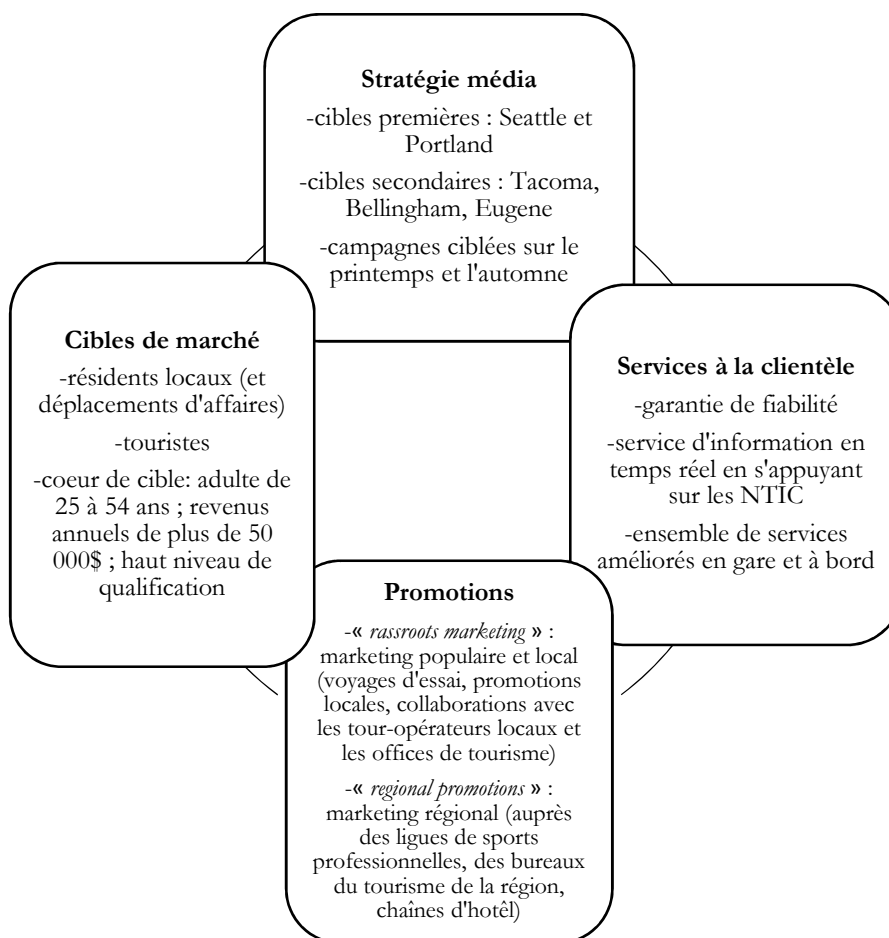 Stratégie média
-cibles premières : Seattle et
Portland
-cibles secondaires : Tacoma,
Bellingham, Eugene
-campagnes ciblées sur le
printemps et l'automne
Cibles de marché
-résidents locaux (et
déplacements d'affaires)
-touristes
-coeur de cible: adulte de
25 à 54 ans ; revenus
annuels de plus de 50
000$ ; haut niveau de
qualification
Services à la clientèle
-garantie de fiabilité
-service d'information en
temps réel en s'appuyant
sur les NTIC
-ensemble de services
améliorés en gare et à bord
Promotions
-« rassroots marketing » :
marketing populaire et local
(voyages d'essai, promotions
locales, collaborations avec
les tour-opérateurs locaux et
les offices de tourisme)
-« regional promotions » :
marketing régional (auprès
des ligues de sports
professionnelles, des bureaux
du tourisme de la région,
chaînes d'hotêl)